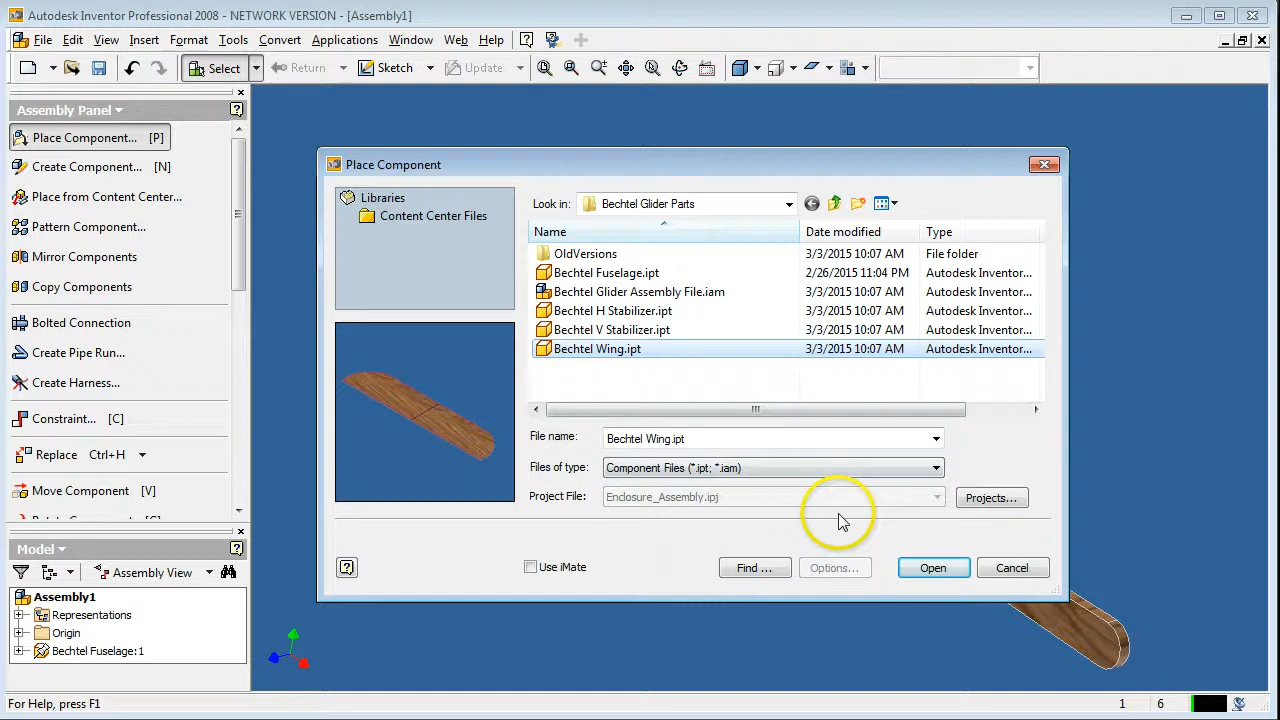 Autodesk Inventor Professional 2008 - NETWORK VERSION - [Assembly1]
File Edit View Insert Format Tools Convert Applications Window Web Help
Select Return Sketch Update
Assembly Panel
Place Component... [P]
Create Component... [N]
Place from Content Center...
Pattern Component...
Mirror Components
Copy Components
Bolted Connection
Create Pipe Run...
Create Harness...
Constraint... [C]
Replace Ctrl+H
Move Component [V]
Model
Assembly View
Assembly1
Representations
Origin
Bechtel Fuselage:1
Place Component
Libraries
Content Center Files
Look in: Bechtel Glider Parts
Name Date modified Type
OldVersions 3/3/2015 10:07 AM File folder
Bechtel Fuselage.ipt 2/26/2015 11:04 PM Autodesk Inventor...
Bechtel Glider Assembly File.iam 3/3/2015 10:07 AM Autodesk Inventor...
Bechtel H Stabilizer.ipt 3/3/2015 10:07 AM Autodesk Inventor...
Bechtel V Stabilizer.ipt 3/3/2015 10:07 AM Autodesk Inventor...
Bechtel Wing.ipt 3/3/2015 10:07 AM Autodesk Inventor...
File name: Bechtel Wing.ipt
Files of type: Component Files (*.ipt; *.iam)
Project File: Enclosure_Assembly.ipj Projects...
Use iMate Find ... Options... Open Cancel
For Help, press F1 1 6